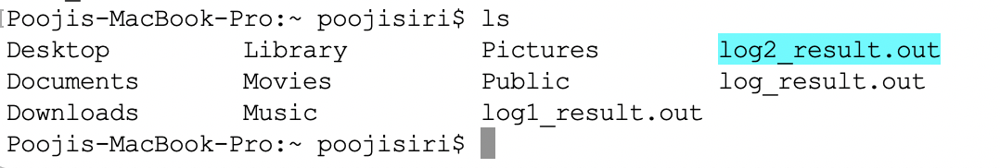 Poojis-MacBook-Pro:~ poojisiri$ ls
Desktop Library Pictures log2_result.out
Documents Movies Public log_result.out
Downloads Music log1_result.out
Poojis-MacBook-Pro:~ poojisiri$